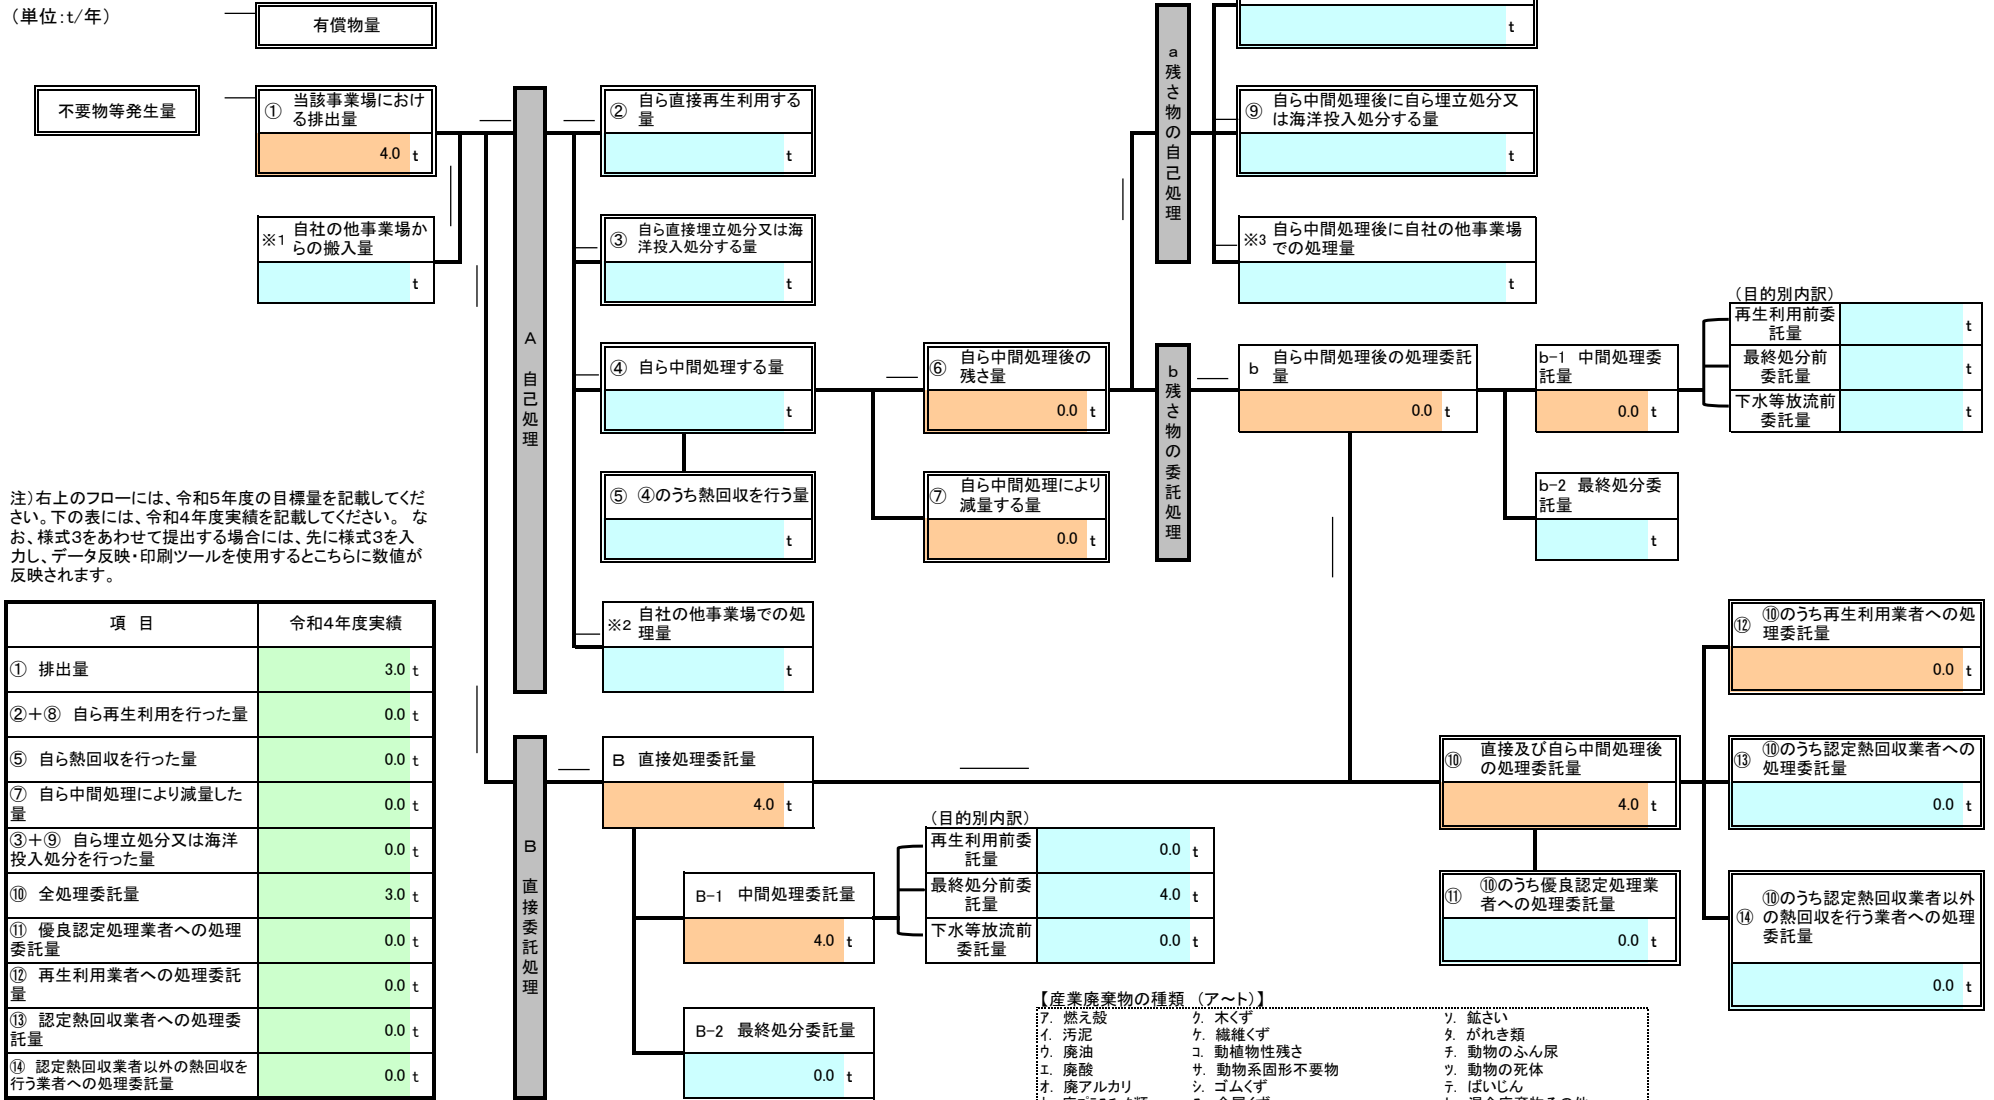 （単位：t/年）
有償物量
t
不要物等発生量
① 当該事業場におけ
る排出量
4.0 t
※1 自社の他事業場か
らの搬入量
t
A 自己処理
② 自ら直接再生利用する
量
t
③ 自ら直接埋立処分又は海
洋投入処分する量
t
④ 自ら中間処理する量
t
⑤ ④のうち熱回収を行う量
t
※2 自社の他事業場での処
理量
t
⑥ 自ら中間処理後の
残さ量
0.0 t
⑦ 自ら中間処理により
減量する量
0.0 t
a 残さ物の自己処理
⑨ 自ら中間処理後に自ら埋立処分又
は海洋投入処分する量
t
※3 自ら中間処理後に自社の他事業場
での処理量
t
b 残さ物の委託処理
b 自ら中間処理後の処理委託
量
0.0 t
b-1 中間処理委
託量
0.0 t
b-2 最終処分委
託量
t
（目的別内訳）
再生利用前委
託量
t
最終処分前
委託量
t
下水等放流前
委託量
t
注）右上のフローには、令和5年度の目標量を記載してくだ
さい。下の表には、令和4年度実績を記載してください。 な
お、様式3をあわせて提出する場合には、先に様式3を入
力し、データ反映・印刷ツールを使用するとこちらに数値が
反映されます。
項 目 令和4年度実績
① 排出量 3.0 t
②＋⑧ 自ら再生利用を行った量 0.0 t
⑤ 自ら熱回収を行った量 0.0 t
⑦ 自ら中間処理により減量した
量 0.0 t
③＋⑨ 自ら埋立処分又は海洋
投入処分を行った量 0.0 t
⑩ 全処理委託量 3.0 t
⑪ 優良認定処理業者への処理
委託量 0.0 t
⑫ 再生利用業者への処理委託
量 0.0 t
⑬ 認定熱回収業者への処理委
託量 0.0 t
⑭ 認定熱回収業者以外の熱回収を
行う業者への処理委託量 0.0 t
B 直接委託処理
B 直接処理委託量
4.0 t
B-1 中間処理委託量
4.0 t
B-2 最終処分委託量
0.0 t
（目的別内訳）
再生利用前委
託量
0.0 t
最終処分前委
託量
4.0 t
下水等放流前
委託量
0.0 t
⑩ 直接及び自ら中間処理後
の処理委託量
4.0 t
⑪ ⑩のうち優良認定処理業
者への処理委託量
0.0 t
⑫ ⑩のうち再生利用業者への処
理委託量
0.0 t
⑬ ⑩のうち認定熱回収業者への
処理委託量
0.0 t
⑭ ⑩のうち認定熱回収業者以外
の熱回収を行う業者への処理
委託量
0.0 t
【産業廃棄物の種類 （ア～ト）】
ア. 燃え殻 ク. 木くず ソ. 鉱さい
イ. 汚泥 ケ. 繊維くず タ. がれき類
ウ. 廃油 コ. 動植物性残さ チ. 動物のふん尿
エ. 廃酸 サ. 動物系固形不要物 ツ. 動物の死体
オ. 廃アルカリ シ. ゴムくず テ. ばいじん